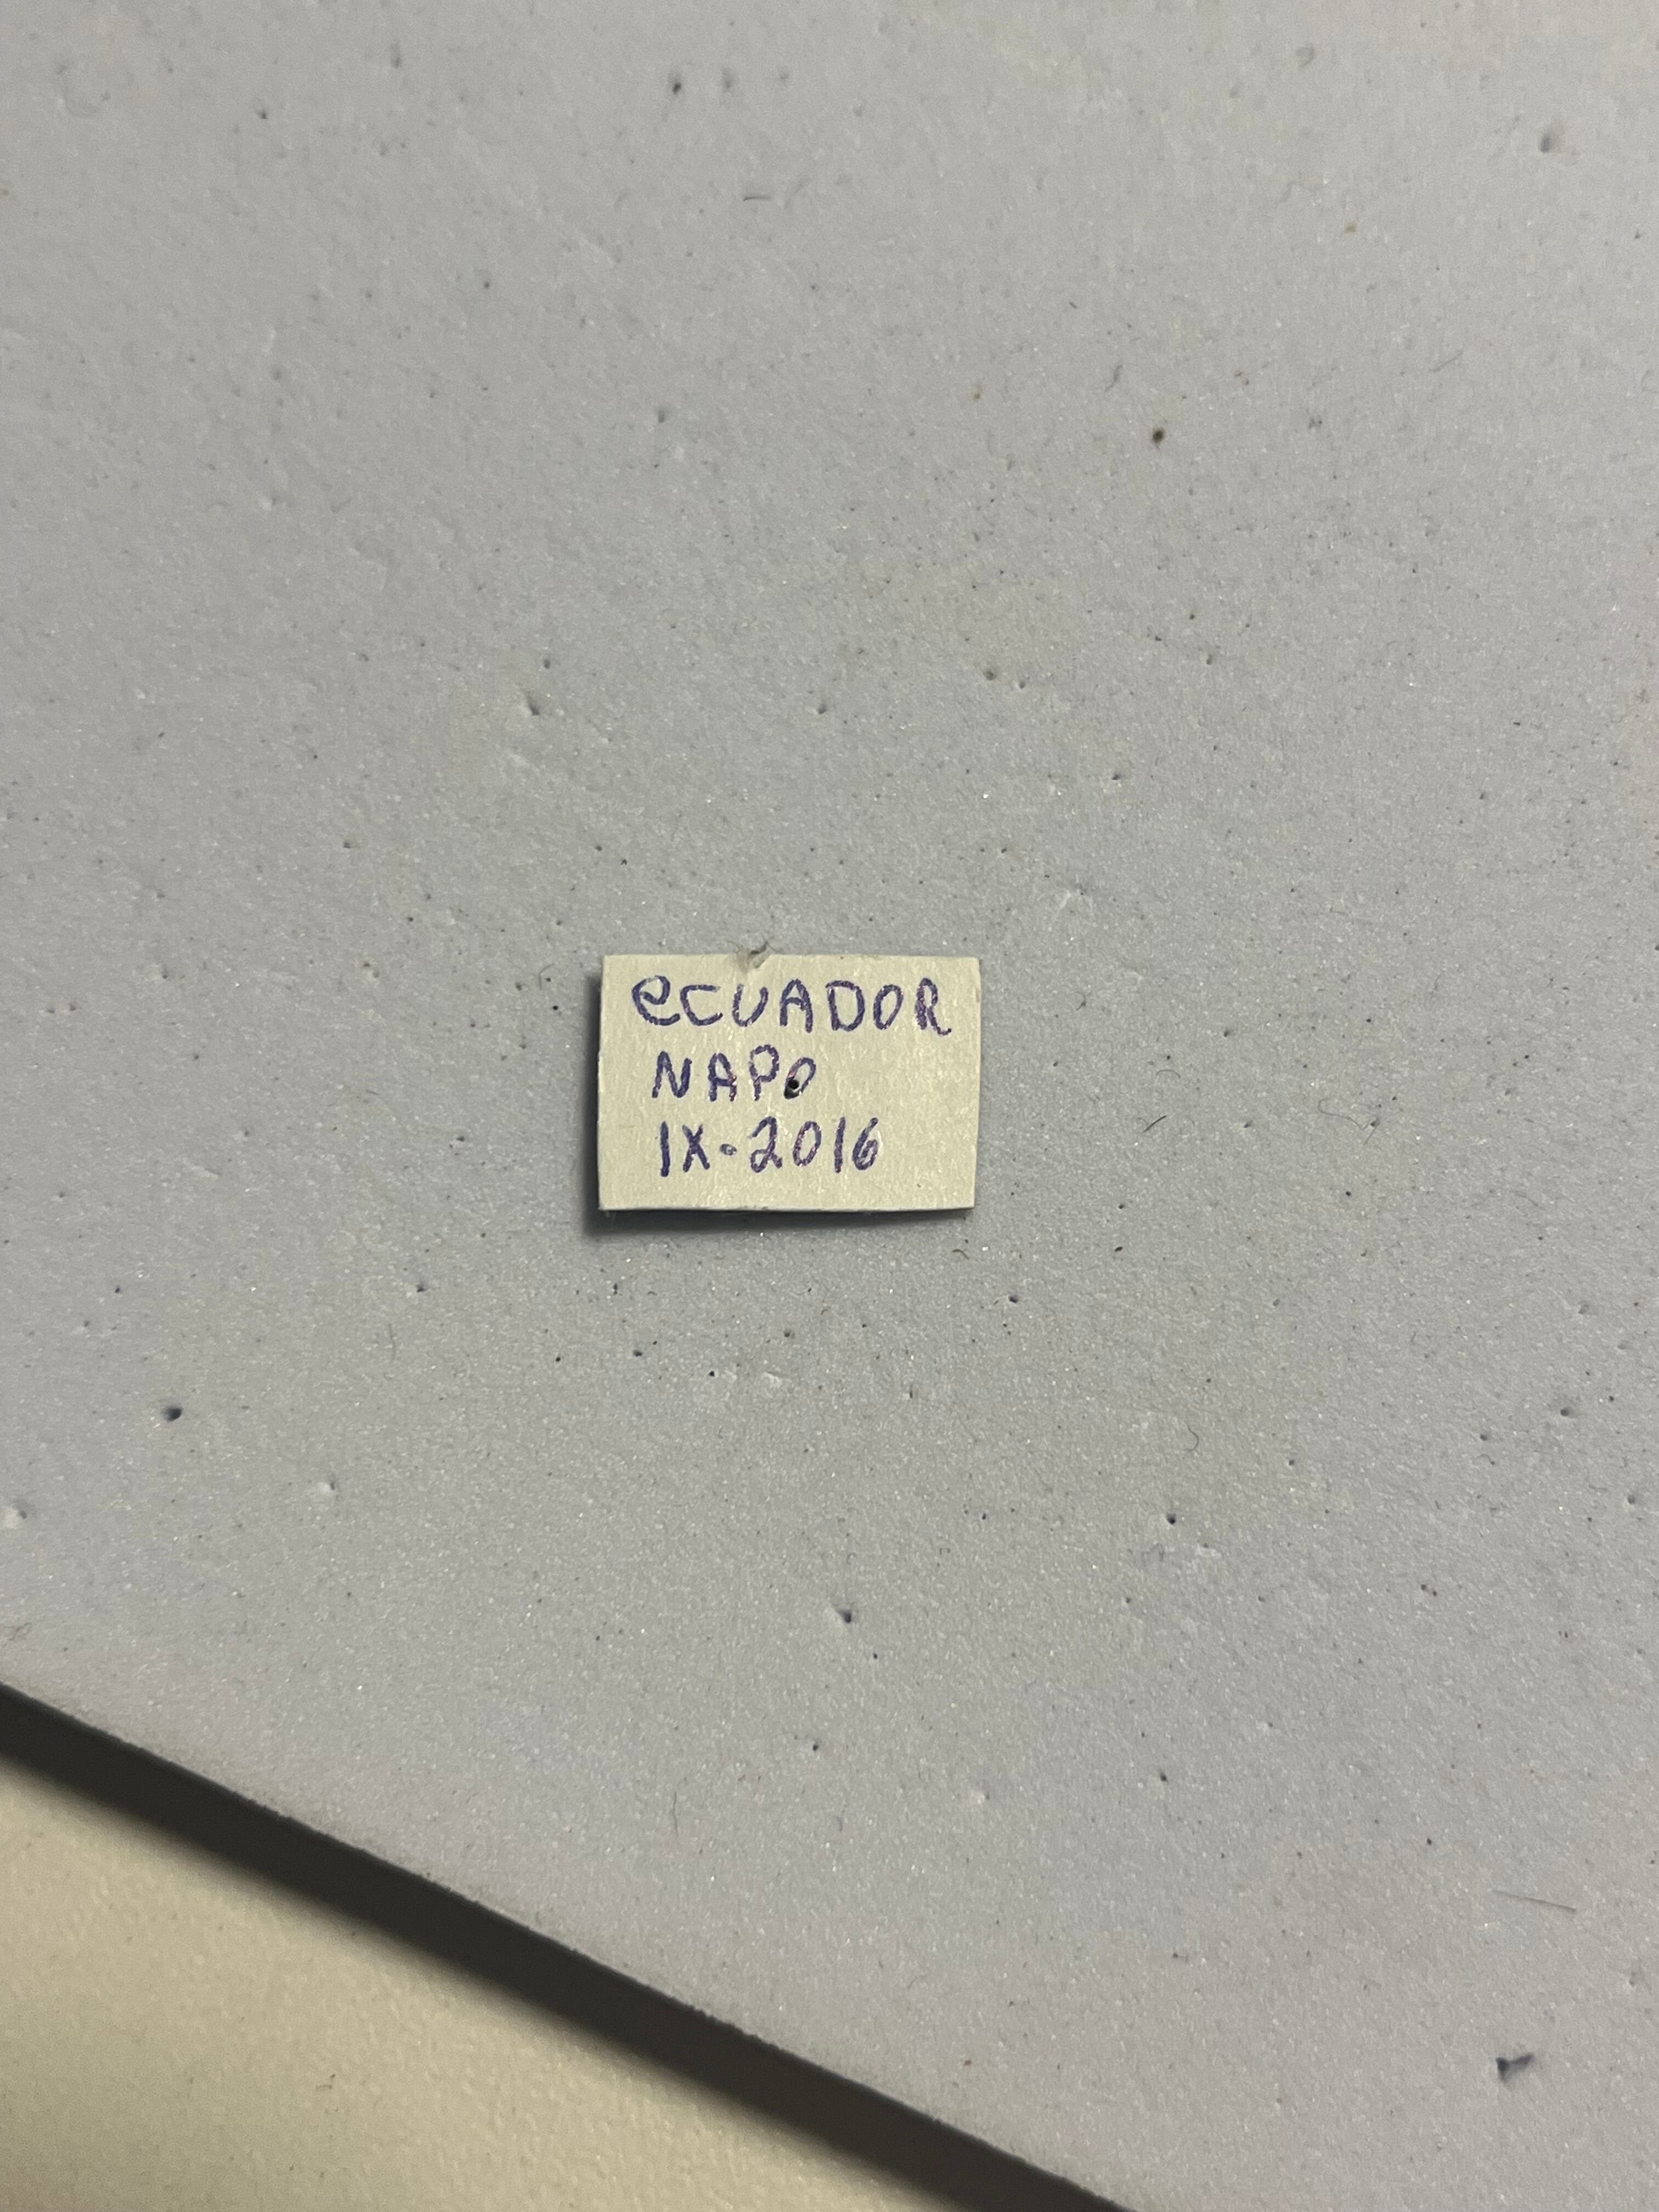 eCUADOR
NAPO
IX-2016